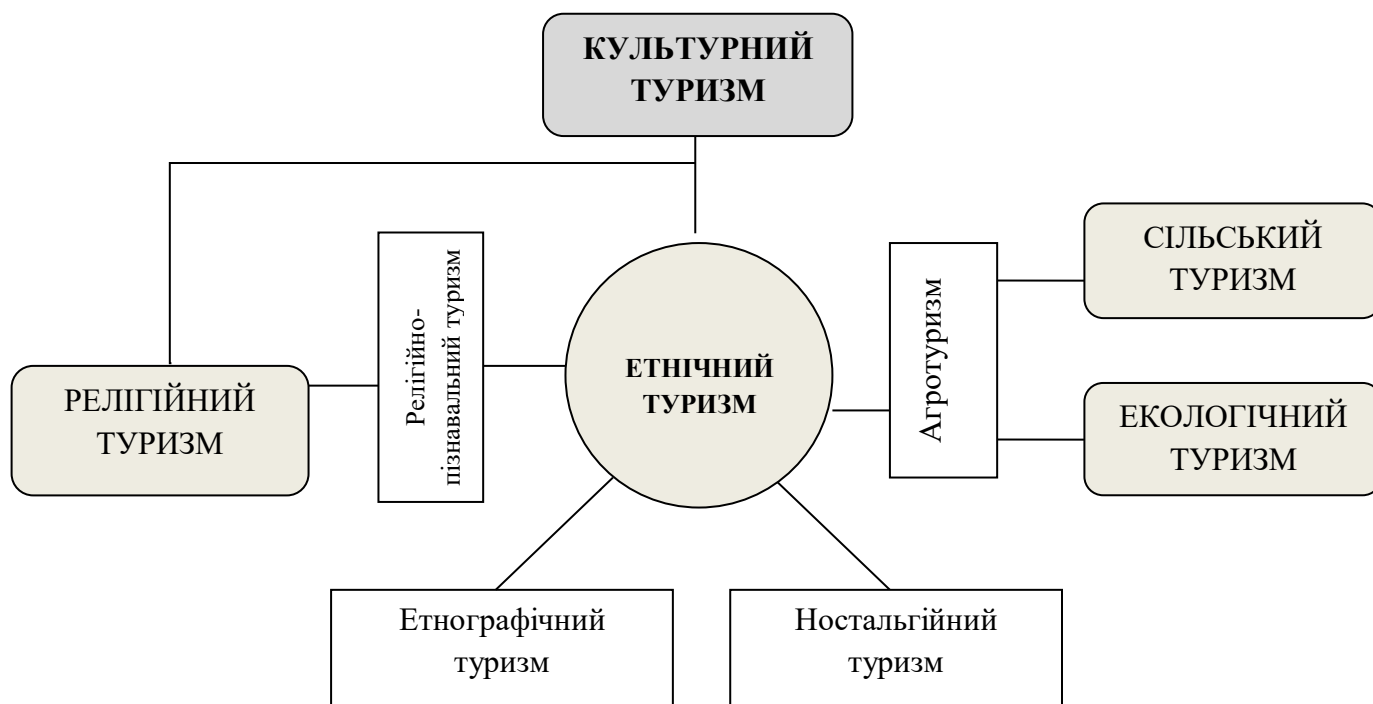 КУЛЬТУРНИЙ
ТУРИЗМ
СІЛЬСЬКИЙ
ТУРИЗМ
Релігійно-
пізнавальний туризм
Агротуризм
ЕТНІЧНИЙ
ТУРИЗМ
РЕЛІГІЙНИЙ
ТУРИЗМ
ЕКОЛОГІЧНИЙ
ТУРИЗМ
Етнографічний
туризм
Ностальгійний
туризм